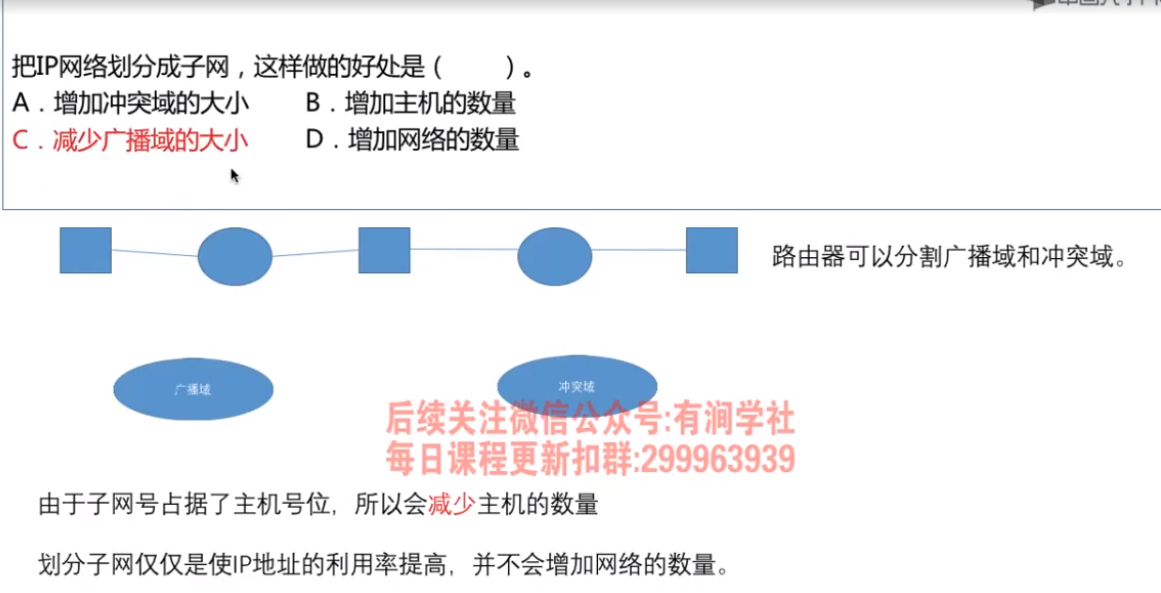 把IP网络划分成子网，这样做的好处是（　　）。
A．增加冲突域的大小　　B．增加主机的数量
C．减少广播域的大小　　D．增加网络的数量
路由器可以分割广播域和冲突域。
广播域　　冲突域
后续关注微信公众号:有涧学社
每日课程更新扣群:299963939
由于子网号占据了主机号位，所以会减少主机的数量
划分子网仅仅是使IP地址的利用率提高，并不会增加网络的数量。